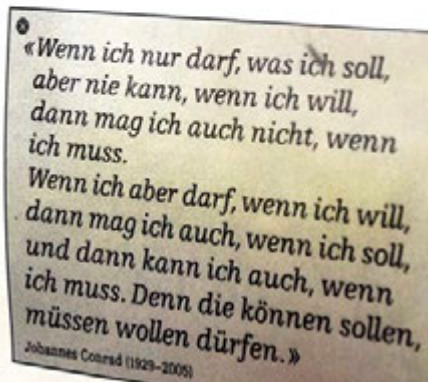 «Wenn ich nur darf, was ich soll,
aber nie kann, wenn ich will,
dann mag ich auch nicht, wenn
ich muss.
Wenn ich aber darf, wenn ich will,
dann mag ich auch, wenn ich soll,
und dann kann ich auch, wenn
ich muss. Denn die können sollen,
müssen wollen dürfen.»
Johannes Conrad (1929–2005)